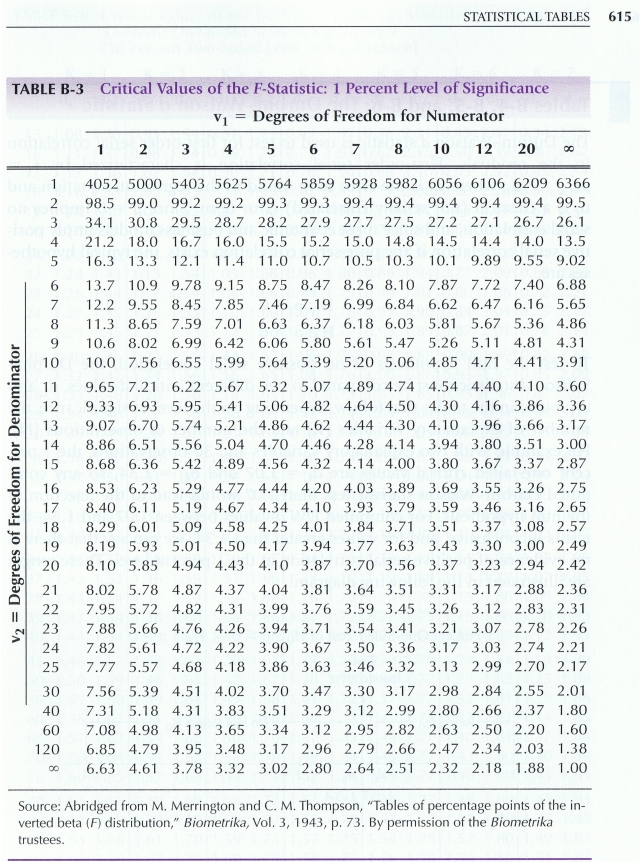 STATISTICAL TABLES 615
TABLE B-3 Critical Values of the F-Statistic: 1 Percent Level of Significance
v1 = Degrees of Freedom for Numerator
1 2 3 4 5 6 7 8 10 12 20 ∞
v2 = Degrees of Freedom for Denominator
1 4052 5000 5403 5625 5764 5859 5928 5982 6056 6106 6209 6366
2 98.5 99.0 99.2 99.2 99.3 99.3 99.4 99.4 99.4 99.4 99.4 99.5
3 34.1 30.8 29.5 28.7 28.2 27.9 27.7 27.5 27.2 27.1 26.7 26.1
4 21.2 18.0 16.7 16.0 15.5 15.2 15.0 14.8 14.5 14.4 14.0 13.5
5 16.3 13.3 12.1 11.4 11.0 10.7 10.5 10.3 10.1 9.89 9.55 9.02
6 13.7 10.9 9.78 9.15 8.75 8.47 8.26 8.10 7.87 7.72 7.40 6.88
7 12.2 9.55 8.45 7.85 7.46 7.19 6.99 6.84 6.62 6.47 6.16 5.65
8 11.3 8.65 7.59 7.01 6.63 6.37 6.18 6.03 5.81 5.67 5.36 4.86
9 10.6 8.02 6.99 6.42 6.06 5.80 5.61 5.47 5.26 5.11 4.81 4.31
10 10.0 7.56 6.55 5.99 5.64 5.39 5.20 5.06 4.85 4.71 4.41 3.91
11 9.65 7.21 6.22 5.67 5.32 5.07 4.89 4.74 4.54 4.40 4.10 3.60
12 9.33 6.93 5.95 5.41 5.06 4.82 4.64 4.50 4.30 4.16 3.86 3.36
13 9.07 6.70 5.74 5.21 4.86 4.62 4.44 4.30 4.10 3.96 3.66 3.17
14 8.86 6.51 5.56 5.04 4.70 4.46 4.28 4.14 3.94 3.80 3.51 3.00
15 8.68 6.36 5.42 4.89 4.56 4.32 4.14 4.00 3.80 3.67 3.37 2.87
16 8.53 6.23 5.29 4.77 4.44 4.20 4.03 3.89 3.69 3.55 3.26 2.75
17 8.40 6.11 5.19 4.67 4.34 4.10 3.93 3.79 3.59 3.46 3.16 2.65
18 8.29 6.01 5.09 4.58 4.25 4.01 3.84 3.71 3.51 3.37 3.08 2.57
19 8.19 5.93 5.01 4.50 4.17 3.94 3.77 3.63 3.43 3.30 3.00 2.49
20 8.10 5.85 4.94 4.43 4.10 3.87 3.70 3.56 3.37 3.23 2.94 2.42
21 8.02 5.78 4.87 4.37 4.04 3.81 3.64 3.51 3.31 3.17 2.88 2.36
22 7.95 5.72 4.82 4.31 3.99 3.76 3.59 3.45 3.26 3.12 2.83 2.31
23 7.88 5.66 4.76 4.26 3.94 3.71 3.54 3.41 3.21 3.07 2.78 2.26
24 7.82 5.61 4.72 4.22 3.90 3.67 3.50 3.36 3.17 3.03 2.74 2.21
25 7.77 5.57 4.68 4.18 3.86 3.63 3.46 3.32 3.13 2.99 2.70 2.17
30 7.56 5.39 4.51 4.02 3.70 3.47 3.30 3.17 2.98 2.84 2.55 2.01
40 7.31 5.18 4.31 3.83 3.51 3.29 3.12 2.99 2.80 2.66 2.37 1.80
60 7.08 4.98 4.13 3.65 3.34 3.12 2.95 2.82 2.63 2.50 2.20 1.60
120 6.85 4.79 3.95 3.48 3.17 2.96 2.79 2.66 2.47 2.34 2.03 1.38
∞ 6.63 4.61 3.78 3.32 3.02 2.80 2.64 2.51 2.32 2.18 1.88 1.00
Source: Abridged from M. Merrington and C. M. Thompson, "Tables of percentage points of the in-
verted beta (F) distribution," Biometrika, Vol. 3, 1943, p. 73. By permission of the Biometrika
trustees.